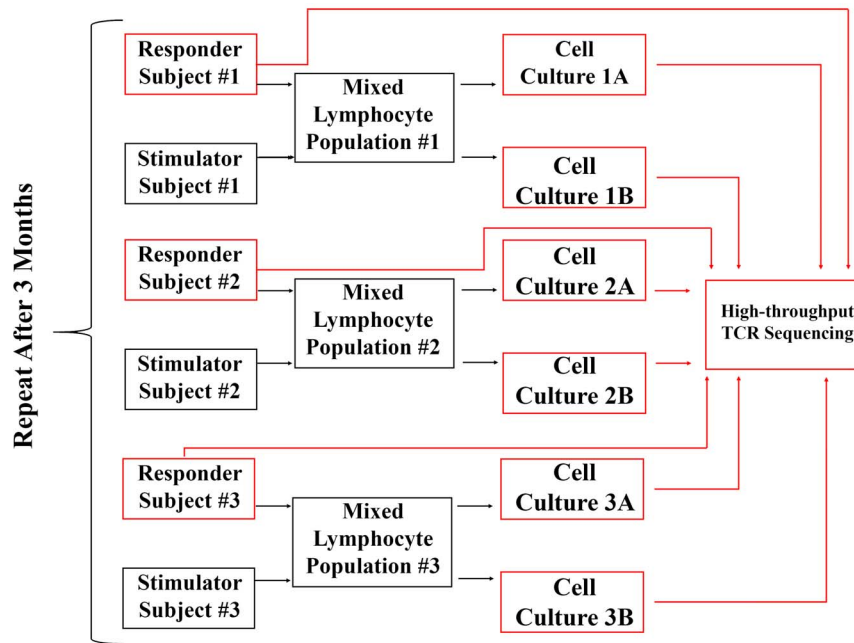 Repeat After 3 Months
Responder
Subject #1
Stimulator
Subject #1
Mixed
Lymphocyte
Population #1
Cell
Culture 1A
Cell
Culture 1B
Responder
Subject #2
Stimulator
Subject #2
Mixed
Lymphocyte
Population #2
Cell
Culture 2A
Cell
Culture 2B
Responder
Subject #3
Stimulator
Subject #3
Mixed
Lymphocyte
Population #3
Cell
Culture 3A
Cell
Culture 3B
High-throughput
TCR Sequencing